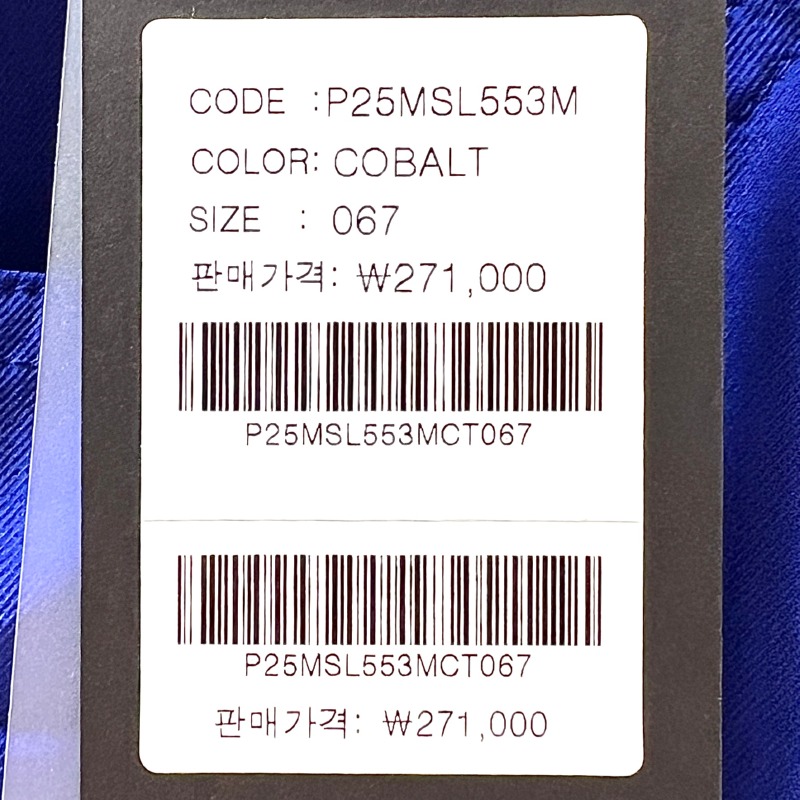 CODE :P25MSL553M
COLOR: COBALT
SIZE : 067
판매가격: ₩271,000
P25MSL553MCT067
P25MSL553MCT067
판매가격: ₩271,000